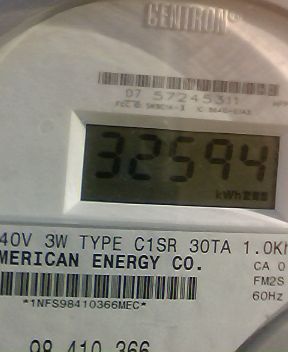 CENTRON®
07 57245311
32594
kWh
40V 3W TYPE C1SR 30TA 1.0Kh
MERICAN ENERGY CO.
CA 0
FM2S
*1NFS98410366MEC*
60Hz
98 410 366